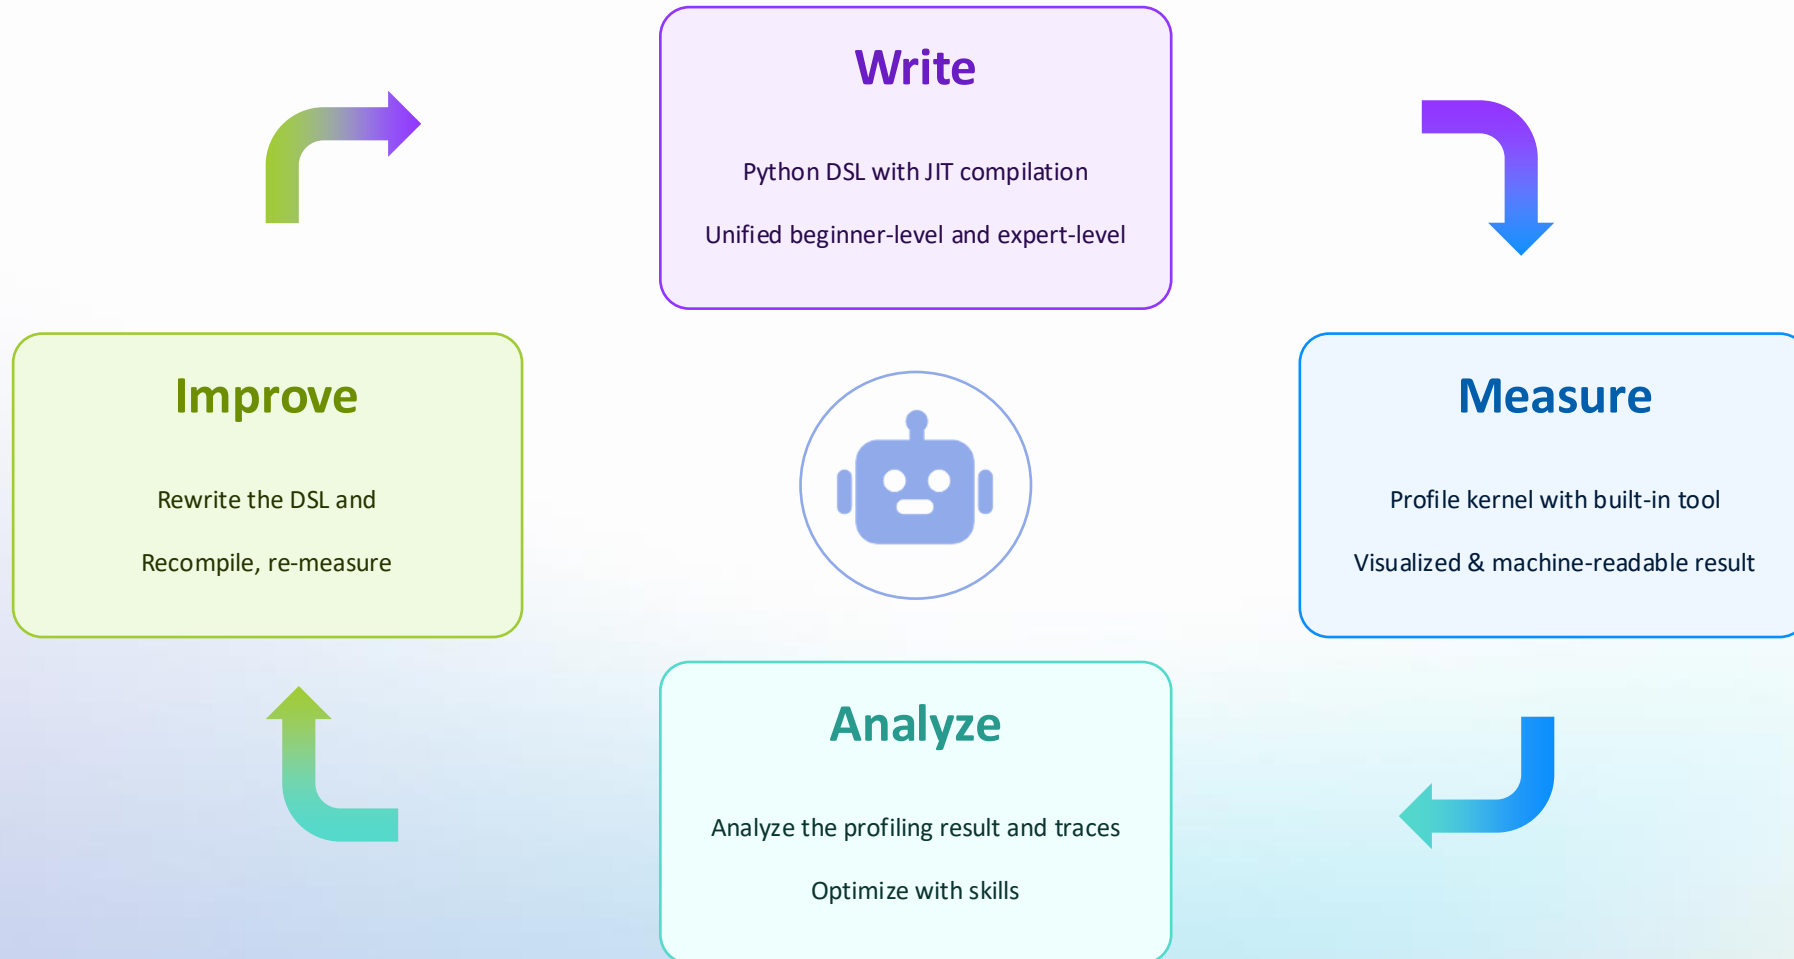 Write
Python DSL with JIT compilation
Unified beginner-level and expert-level
Improve
Rewrite the DSL and
Recompile, re-measure
Measure
Profile kernel with built-in tool
Visualized & machine-readable result
Analyze
Analyze the profiling result and traces
Optimize with skills